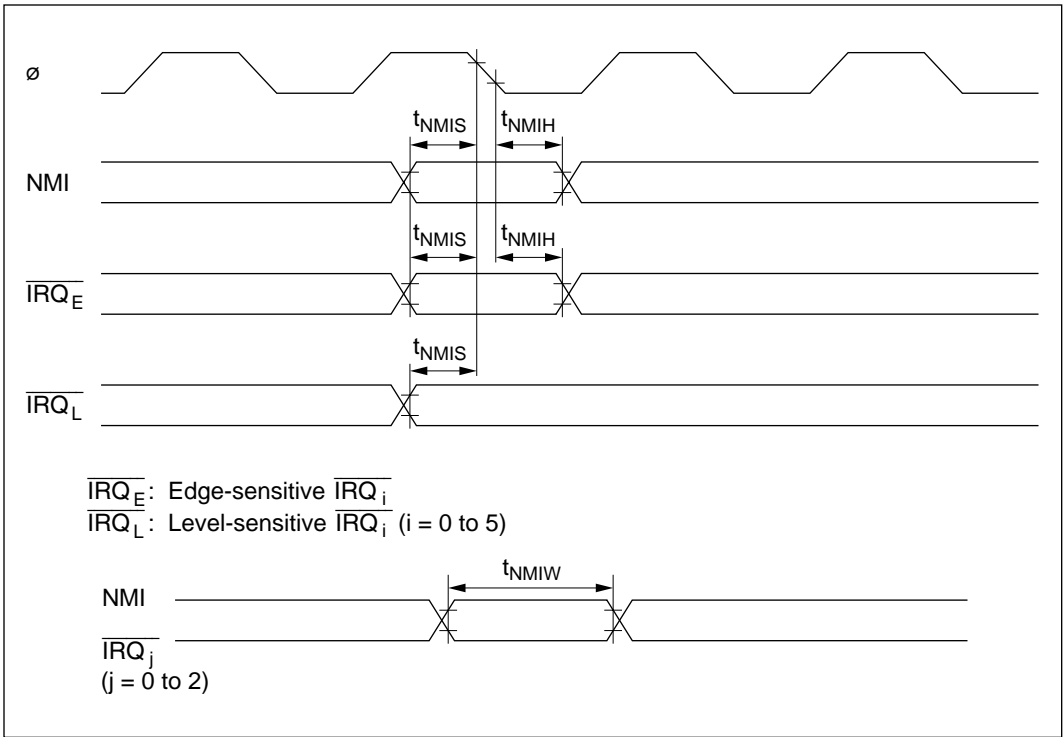 ø
tNMIS tNMIH
NMI
tNMIS tNMIH
IRQE
tNMIS
IRQL
IRQE: Edge-sensitive IRQi
IRQL: Level-sensitive IRQi (i = 0 to 5)
tNMIW
NMI
IRQj
(j = 0 to 2)